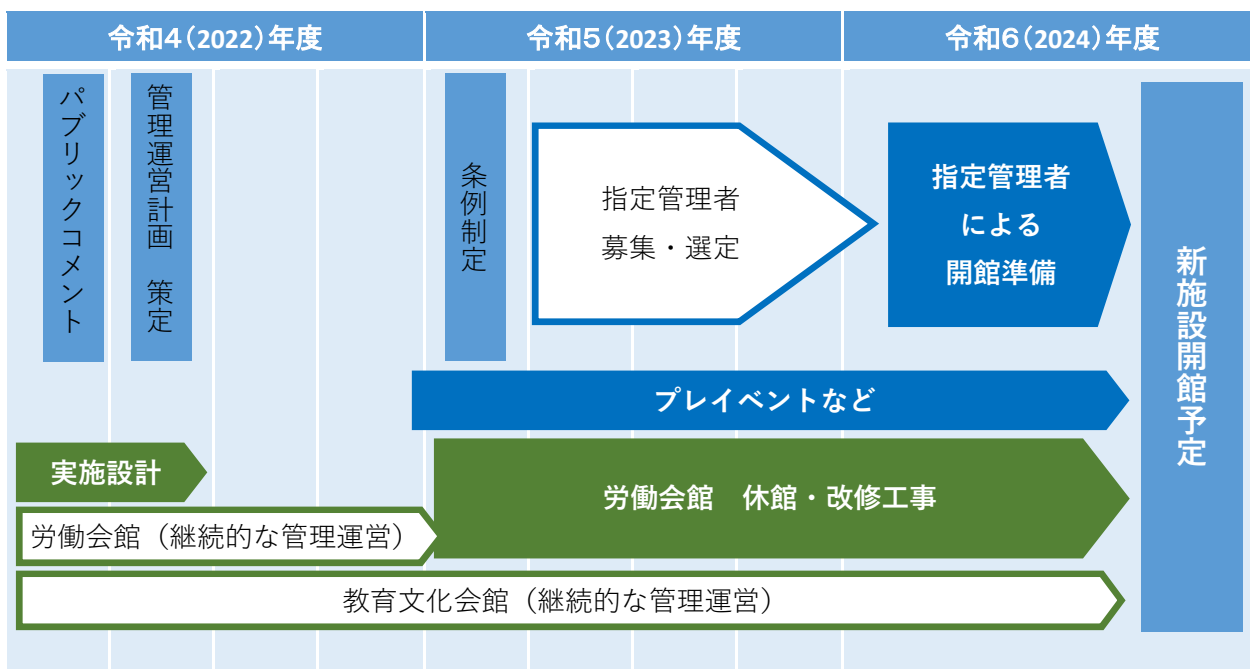 令和4（2022）年度
令和5（2023）年度
令和6（2024）年度
パブリックコメント
管理運営計画　策定
条例制定
指定管理者
募集・選定
指定管理者
による
開館準備
新施設開館予定
プレイベントなど
実施設計
労働会館　休館・改修工事
労働会館（継続的な管理運営）
教育文化会館（継続的な管理運営）